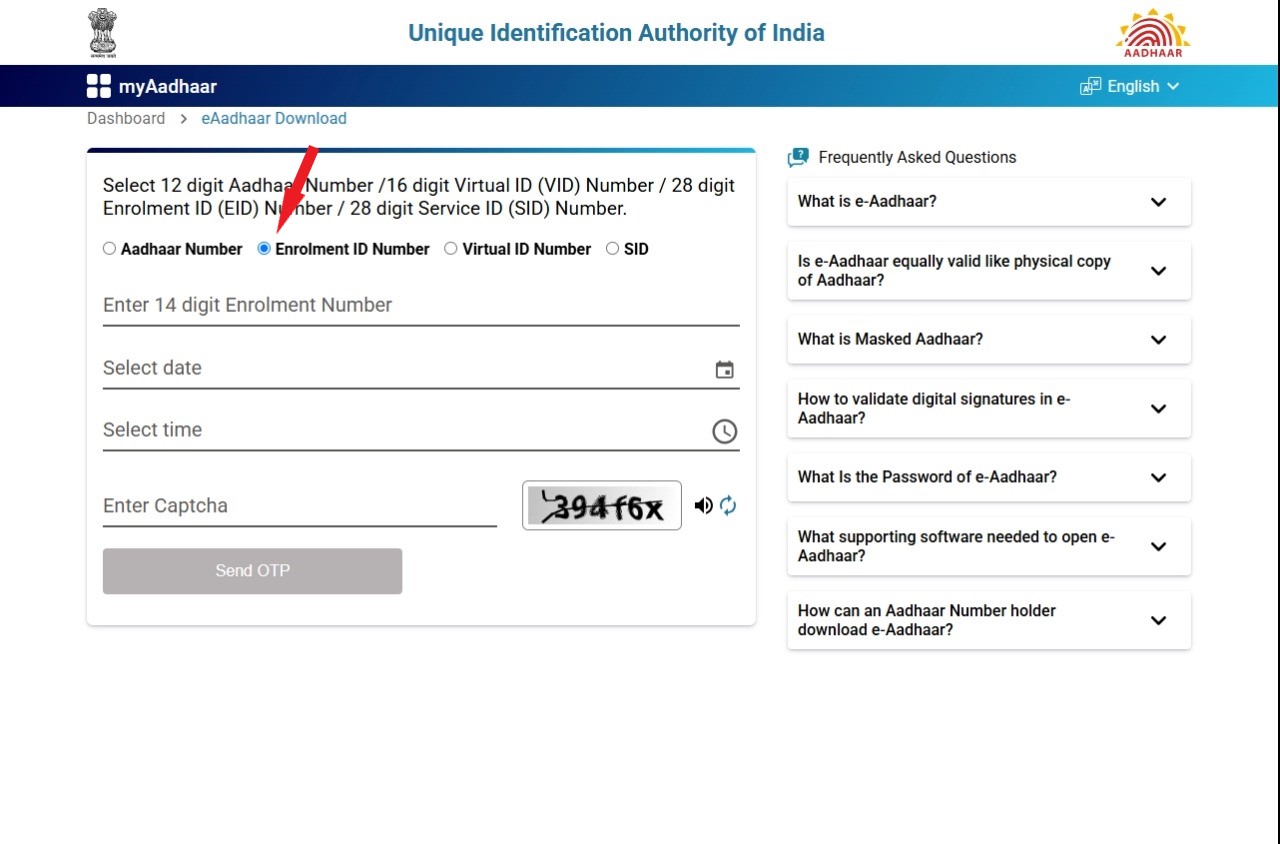 Unique Identification Authority of India
AADHAAR
myAadhaar
English
Dashboard > eAadhaar Download
Select 12 digit Aadhaar Number /16 digit Virtual ID (VID) Number / 28 digit
Enrolment ID (EID) Number / 28 digit Service ID (SID) Number.
Aadhaar Number Enrolment ID Number Virtual ID Number SID
Enter 14 digit Enrolment Number
Select date
Select time
Enter Captcha
394f6x
Send OTP
Frequently Asked Questions
What is e-Aadhaar?
Is e-Aadhaar equally valid like physical copy
of Aadhaar?
What is Masked Aadhaar?
How to validate digital signatures in e-
Aadhaar?
What Is the Password of e-Aadhaar?
What supporting software needed to open e-
Aadhaar?
How can an Aadhaar Number holder
download e-Aadhaar?